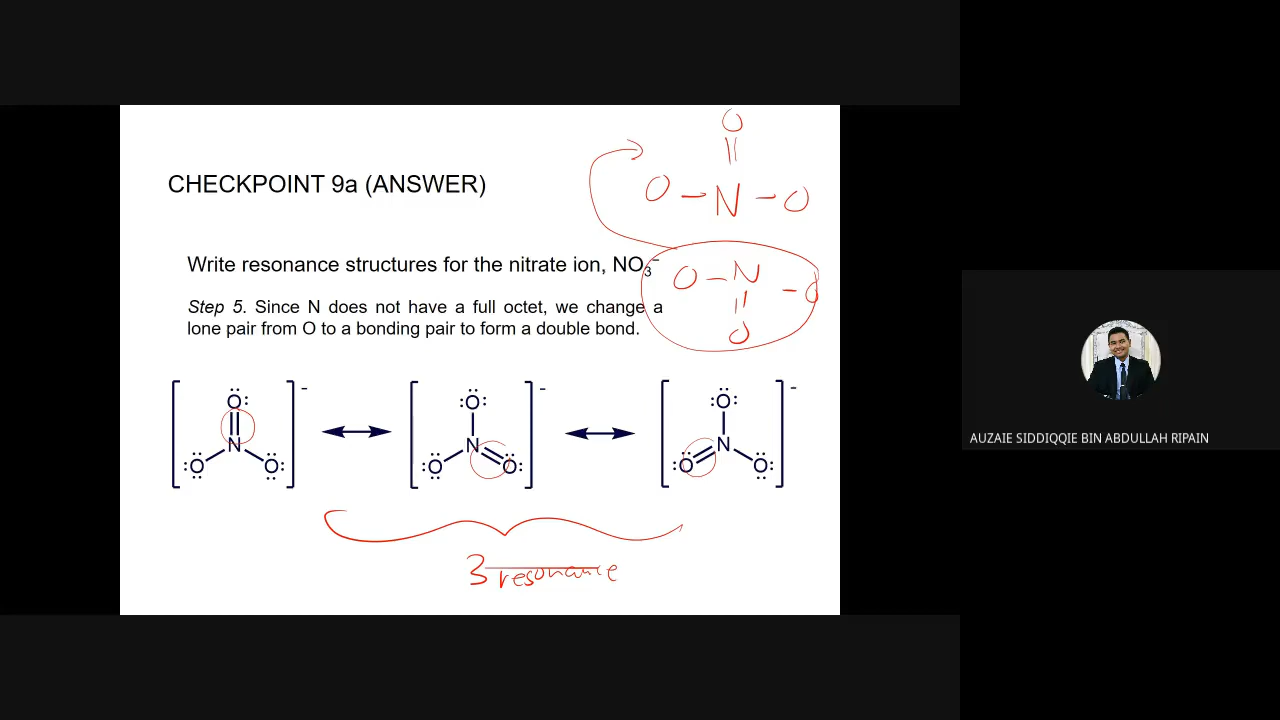 CHECKPOINT 9a (ANSWER)
O
||
O - N - O
Write resonance structures for the nitrate ion, NO₃⁻
O - N - O
||
O
Step 5. Since N does not have a full octet, we change a
lone pair from O to a bonding pair to form a double bond.
- - -
:O: :O: :O:
N N N
:O: :O: :O: O: :O O:
3 resonance
AUZAIE SIDDIQQIE BIN ABDULLAH RIPAIN